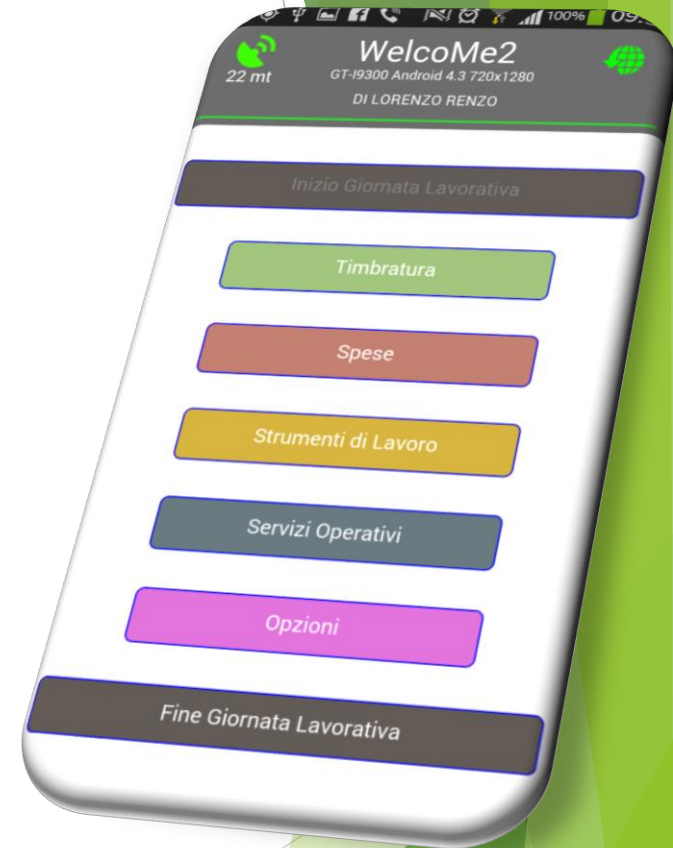 100%
WelcoMe2
22 mt
GT-I9300 Android 4.3 720x1280
DI LORENZO RENZO
Inizio Giornata Lavorativa
Timbratura
Spese
Strumenti di Lavoro
Servizi Operativi
Opzioni
Fine Giornata Lavorativa